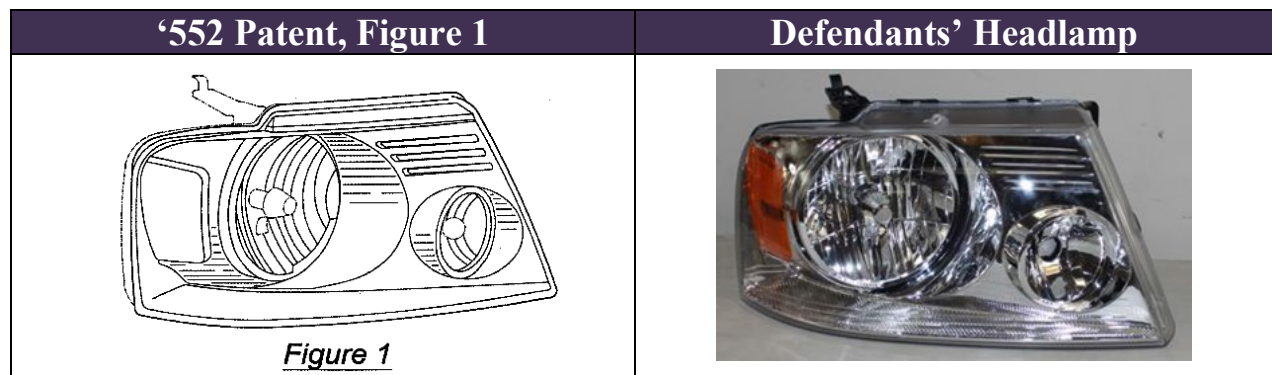 ‘552 Patent, Figure 1
Defendants’ Headlamp
Figure 1